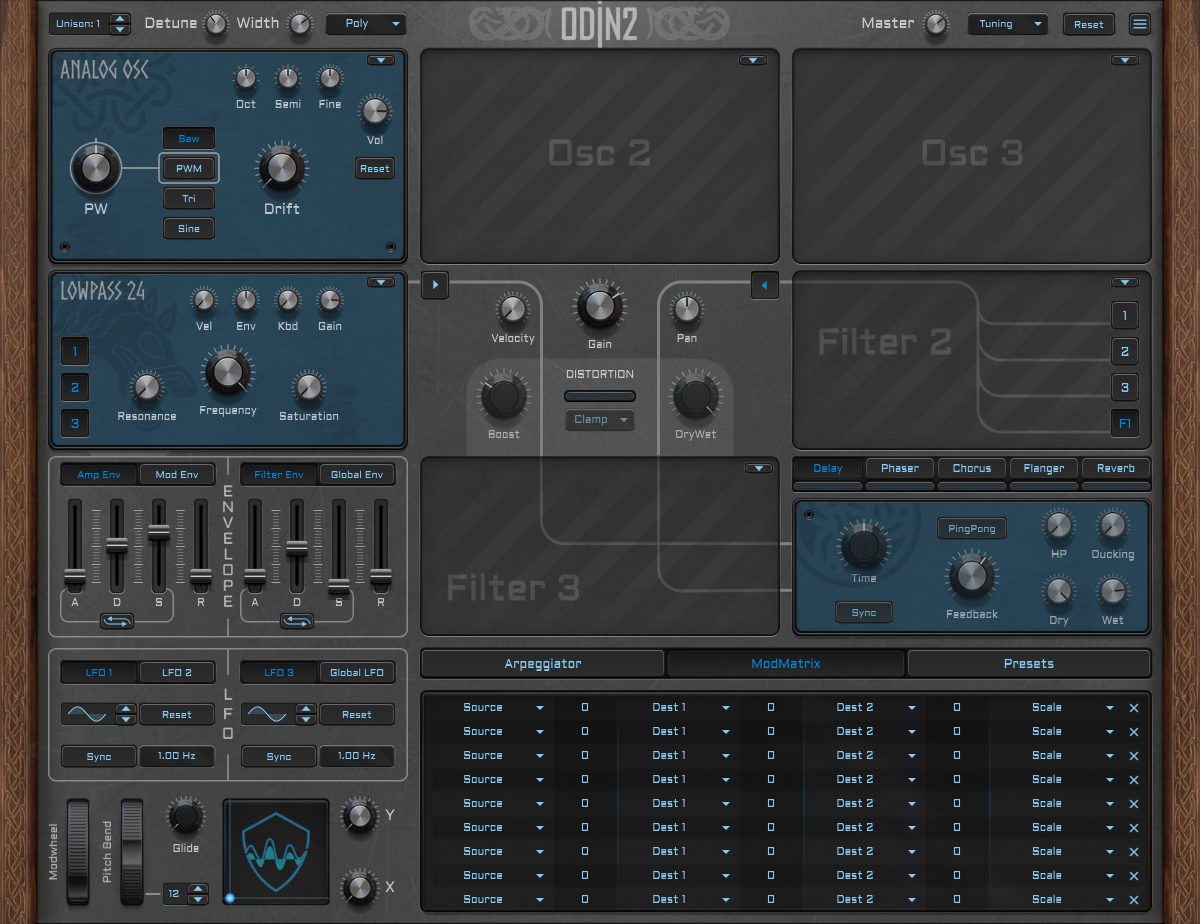 Unison: 1 Detune Width Poly ODIN2 Master Tuning Reset
ANALOG OSC
Oct Semi Fine
Vol
Saw
PWM
Tri
Sine
PW
Drift
Reset
Osc 2
Osc 3
LOWPASS 24
Vel Env Kbd Gain
1
2
3
Resonance Frequency Saturation
Velocity Gain Pan
DISTORTION
Clamp
Boost DryWet
Filter 2
1
2
3
F1
Amp Env Mod Env Filter Env Global Env
ENVELOPE
A D S R A D S R
Filter 3
Delay Phaser Chorus Flanger Reverb
PingPong
Time
Sync
Feedback
HP Ducking
Dry Wet
LFO 1 LFO 2 LFO 3 Global LFO
LFO
Reset Reset
Sync 1.00 Hz Sync 1.00 Hz
Arpeggiator ModMatrix Presets
Source 0 Dest 1 0 Dest 2 0 Scale
Source 0 Dest 1 0 Dest 2 0 Scale
Source 0 Dest 1 0 Dest 2 0 Scale
Source 0 Dest 1 0 Dest 2 0 Scale
Source 0 Dest 1 0 Dest 2 0 Scale
Source 0 Dest 1 0 Dest 2 0 Scale
Source 0 Dest 1 0 Dest 2 0 Scale
Source 0 Dest 1 0 Dest 2 0 Scale
Source 0 Dest 1 0 Dest 2 0 Scale
Modwheel
Pitch Bend
Glide
12
Y
X